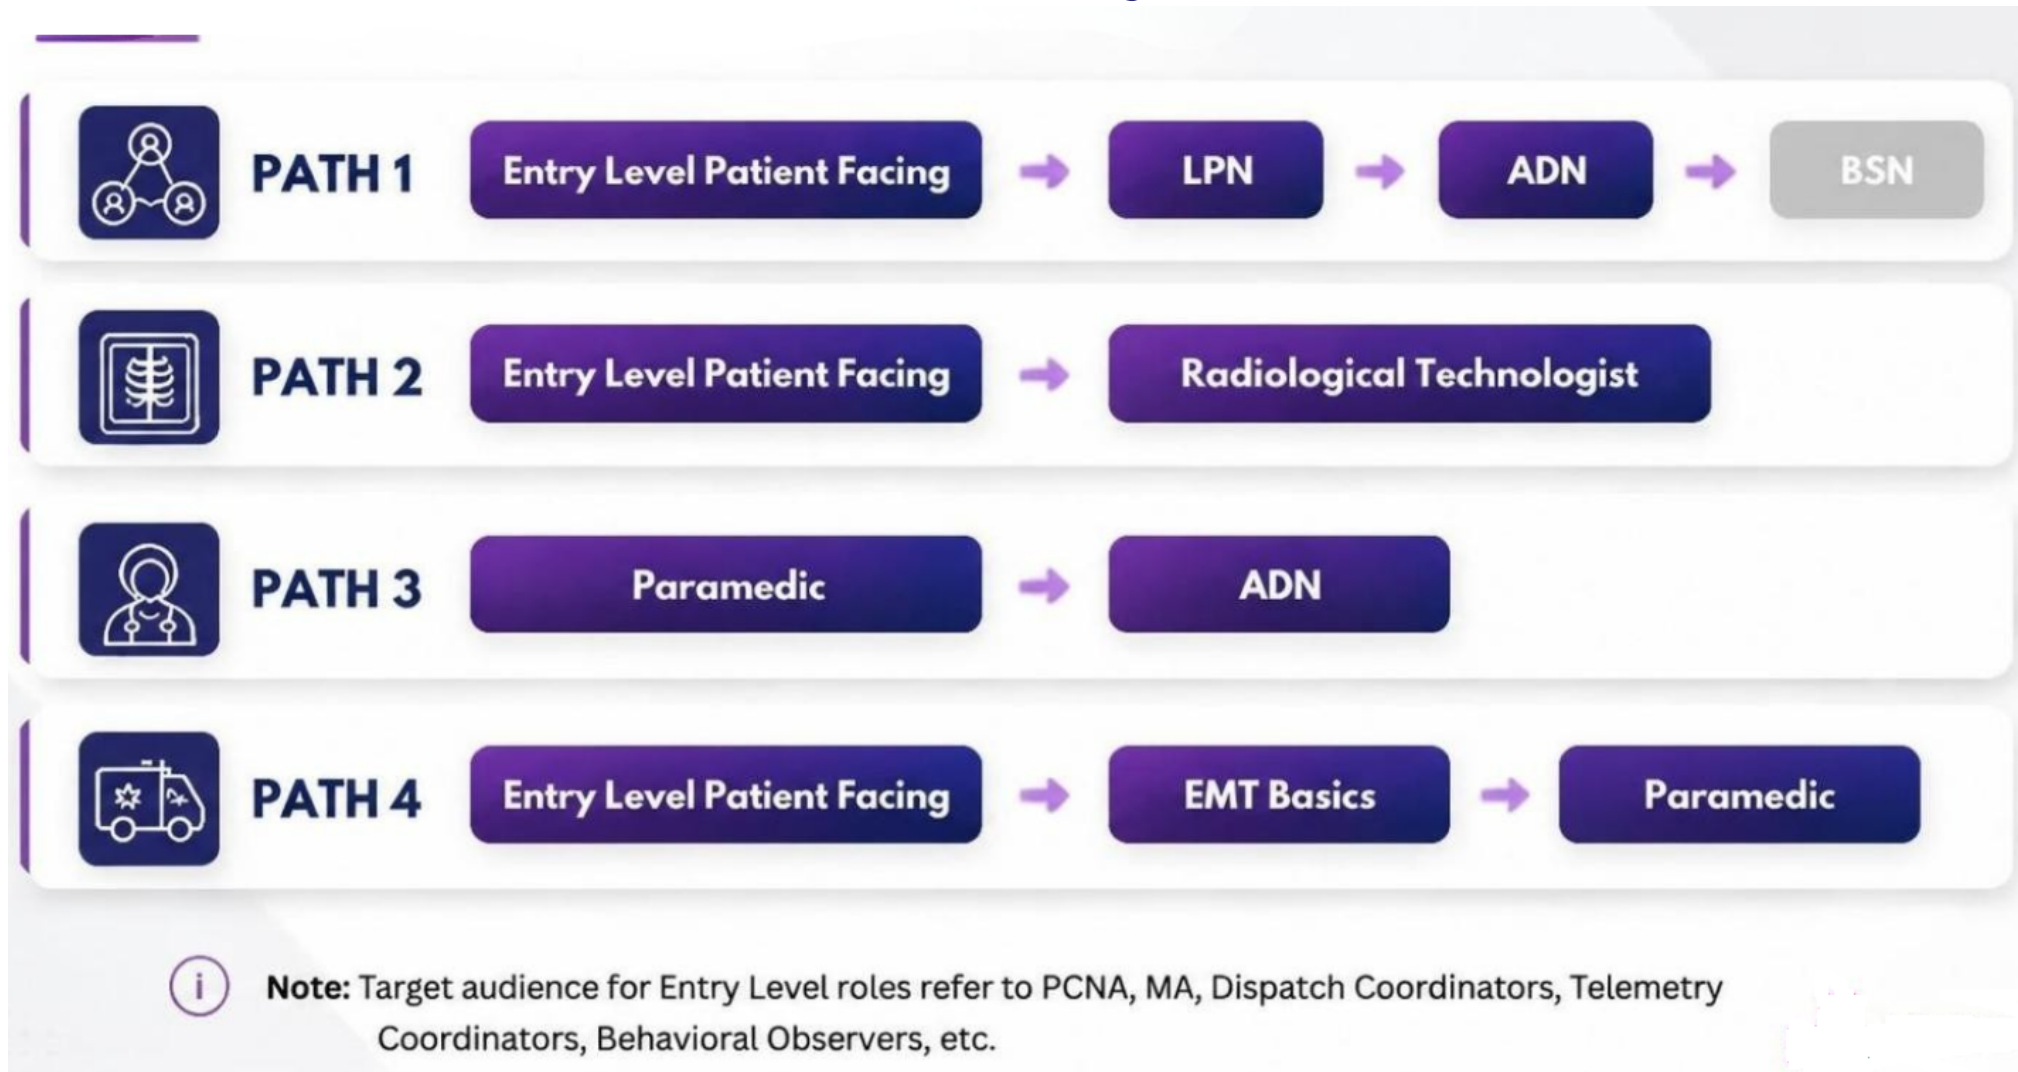 PATH 1 Entry Level Patient Facing LPN ADN BSN
PATH 2 Entry Level Patient Facing Radiological Technologist
PATH 3 Paramedic ADN
PATH 4 Entry Level Patient Facing EMT Basics Paramedic
i Note: Target audience for Entry Level roles refer to PCNA, MA, Dispatch Coordinators, Telemetry
Coordinators, Behavioral Observers, etc.